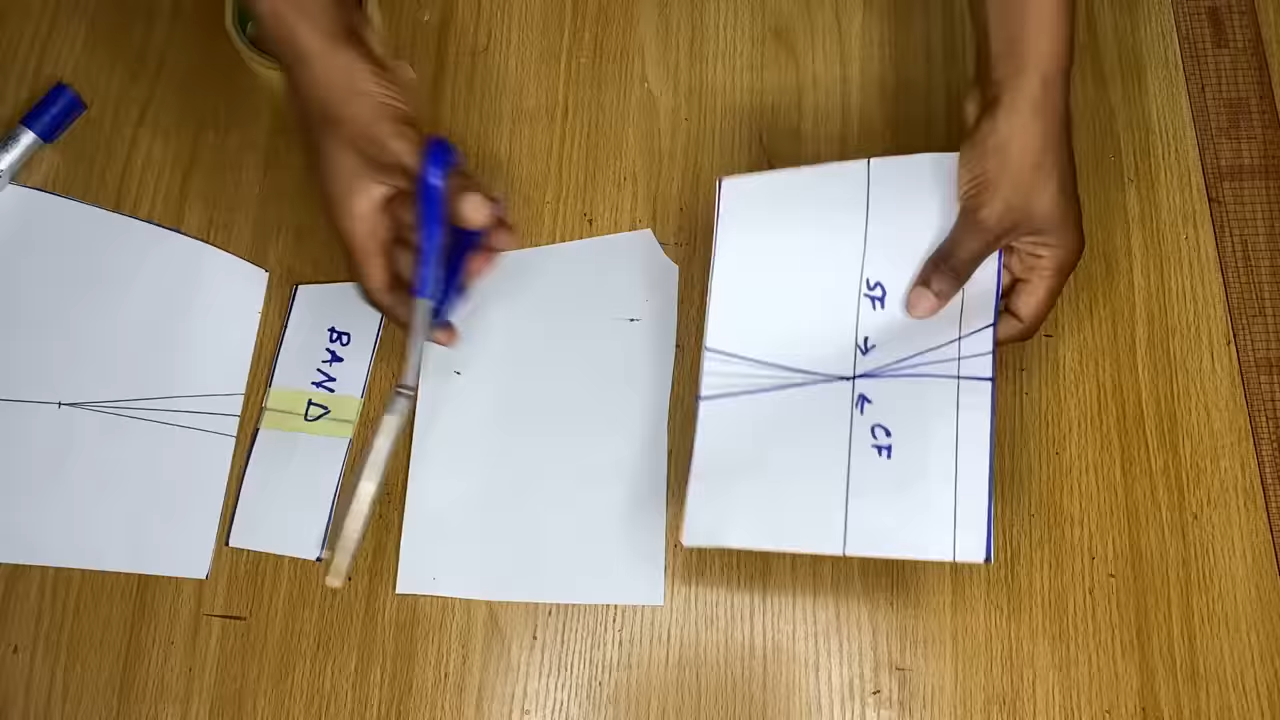 BAND
SF →
← CF